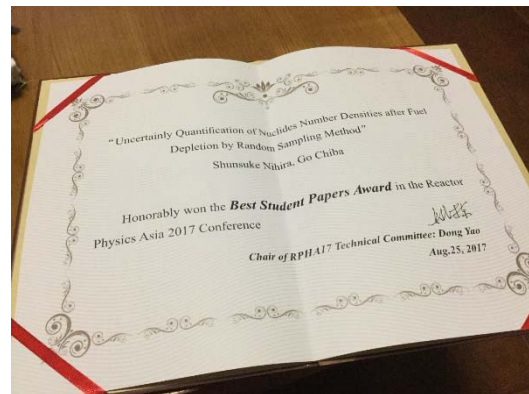 “Uncertainly Quantification of Nuclides Number Densities after Fuel
Depletion by Random Sampling Method”
Shunsuke Nihira, Go Chiba
Honorably won the Best Student Papers Award in the Reactor
Physics Asia 2017 Conference
Chair of RPHA17 Technical Committee: Dong Yao
Aug.25, 2017